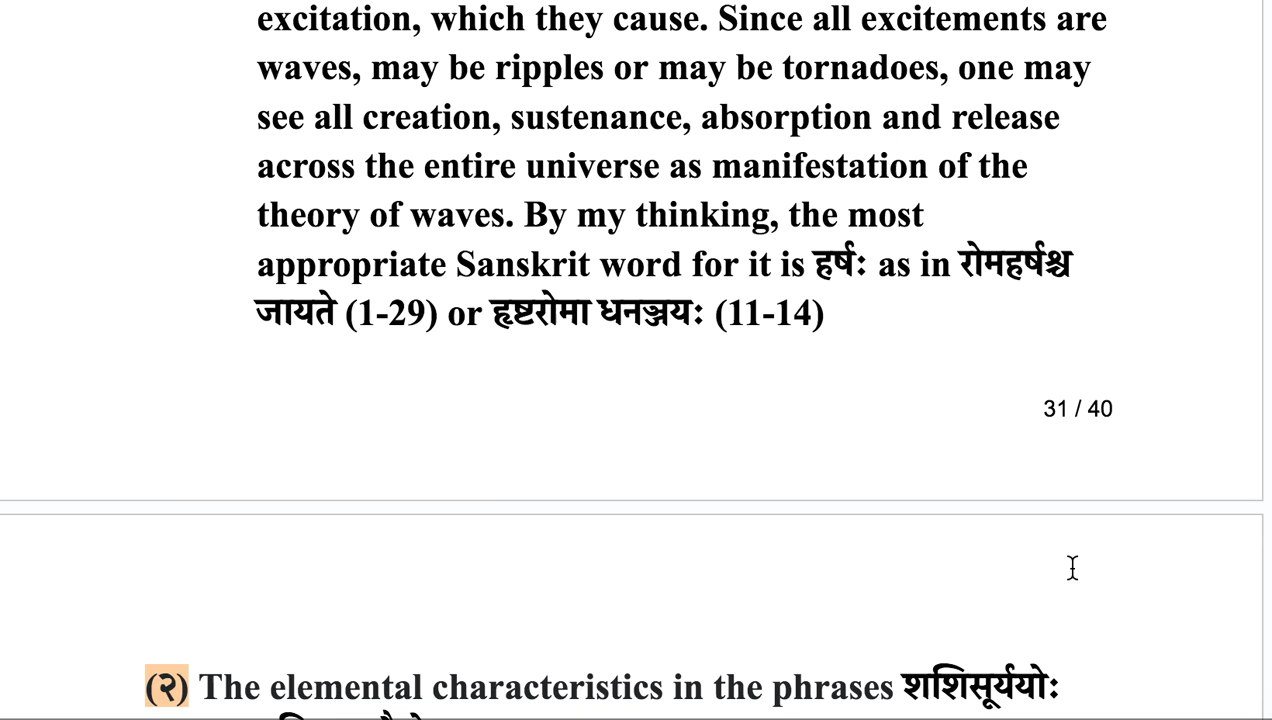 excitation, which they cause. Since all excitements are
waves, may be ripples or may be tornadoes, one may
see all creation, sustenance, absorption and release
across the entire universe as manifestation of the
theory of waves. By my thinking, the most
appropriate Sanskrit word for it is हर्षः as in रोमहर्षश्च
जायते (1-29) or हृष्टरोमा धनञ्जयः (11-14)
31 / 40
(२) The elemental characteristics in the phrases शशिसूर्ययोः